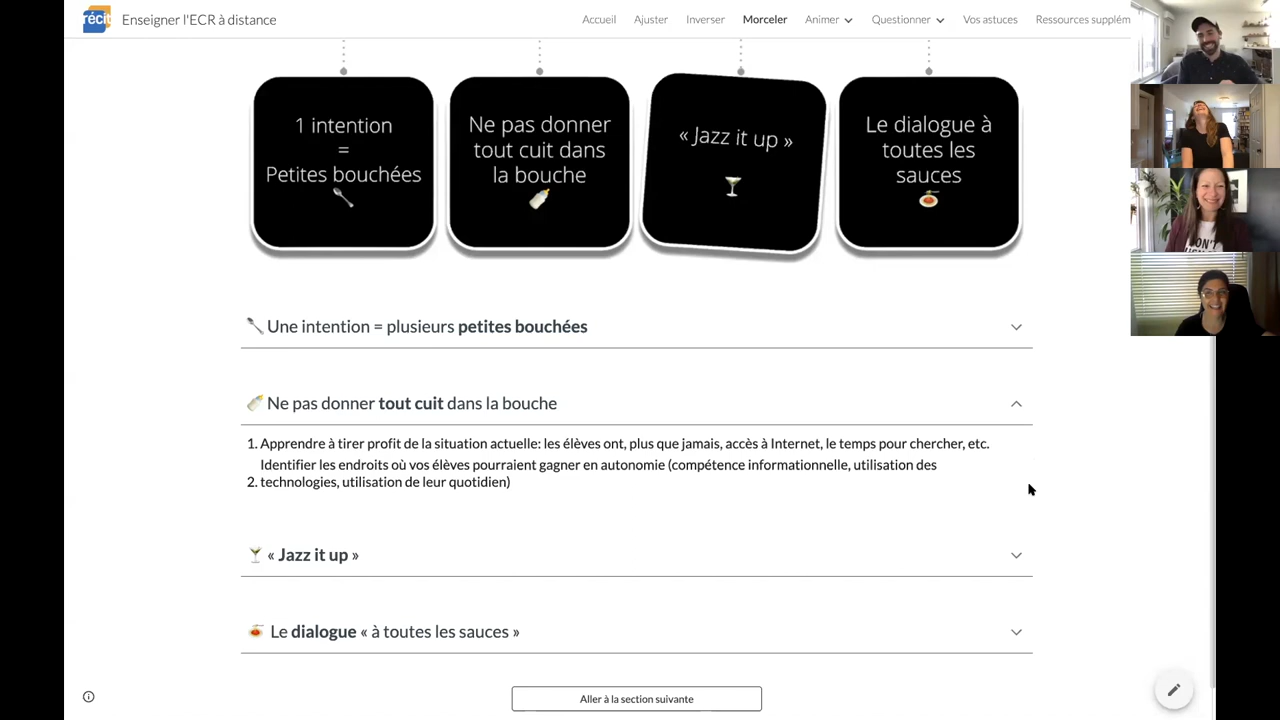 récit
Enseigner l'ECR à distance
Accueil
Ajuster
Inverser
Morceler
Animer
Questionner
Vos astuces
Ressources supplém
1 intention
=
Petites bouchées
Ne pas donner
tout cuit dans
la bouche
« Jazz it up »
Le dialogue à
toutes les
sauces
Une intention = plusieurs petites bouchées
Ne pas donner tout cuit dans la bouche
1. Apprendre à tirer profit de la situation actuelle: les élèves ont, plus que jamais, accès à Internet, le temps pour chercher, etc.
Identifier les endroits où vos élèves pourraient gagner en autonomie (compétence informationnelle, utilisation des
2. technologies, utilisation de leur quotidien)
« Jazz it up »
Le dialogue « à toutes les sauces »
Aller à la section suivante